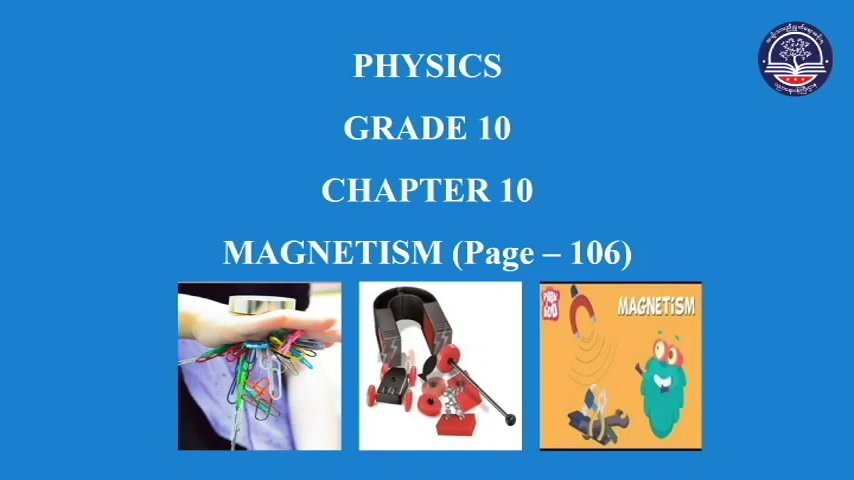 PHYSICS
GRADE 10
CHAPTER 10
MAGNETISM (Page – 106)
MAGNETiSM